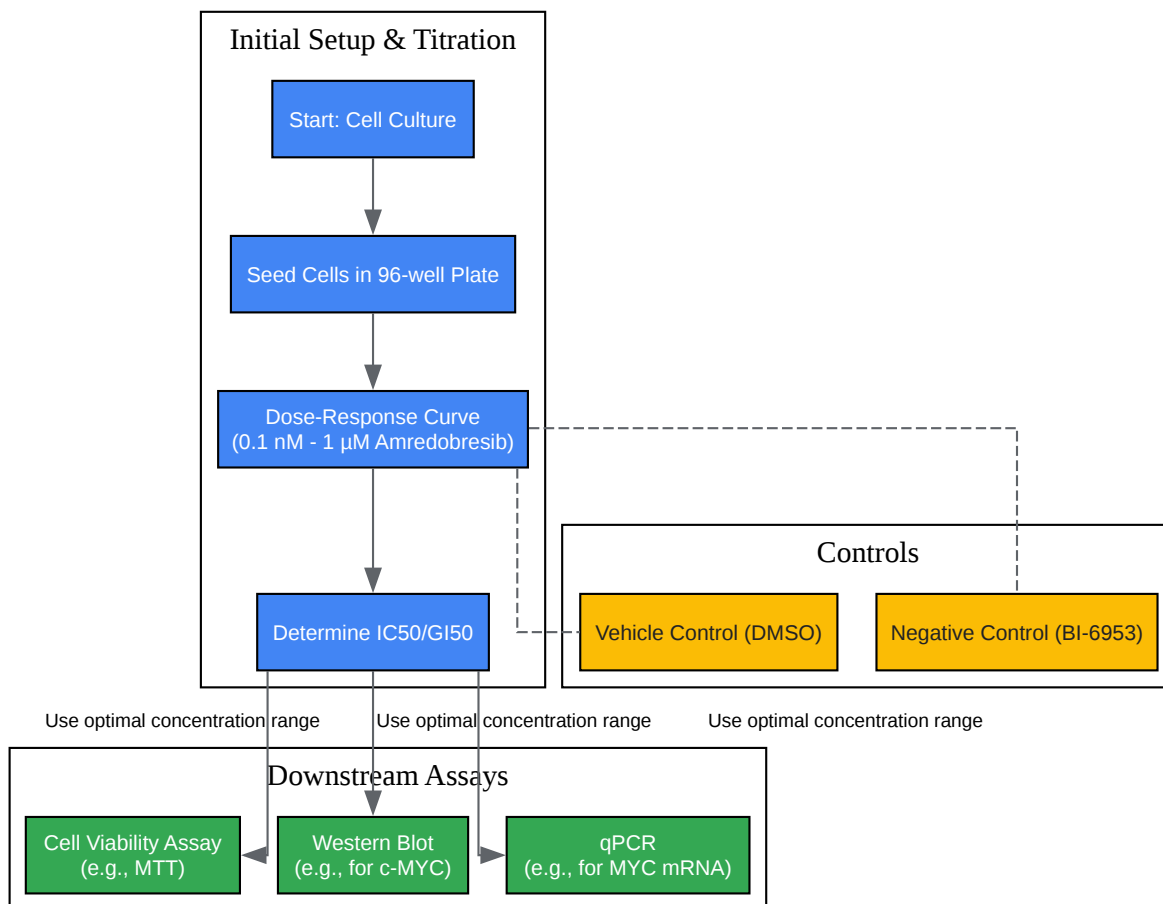 Initial Setup & Titration
Start: Cell Culture
Seed Cells in 96-well Plate
Dose-Response Curve
(0.1 nM - 1 µM Amredobresib)
Controls
Determine IC50/GI50
Vehicle Control (DMSO)
Negative Control (BI-6953)
Use optimal concentration range
Use optimal concentration range
Use optimal concentration range
Downstream Assays
Cell Viability Assay
(e.g., MTT)
Western Blot
(e.g., for c-MYC)
qPCR
(e.g., for MYC mRNA)